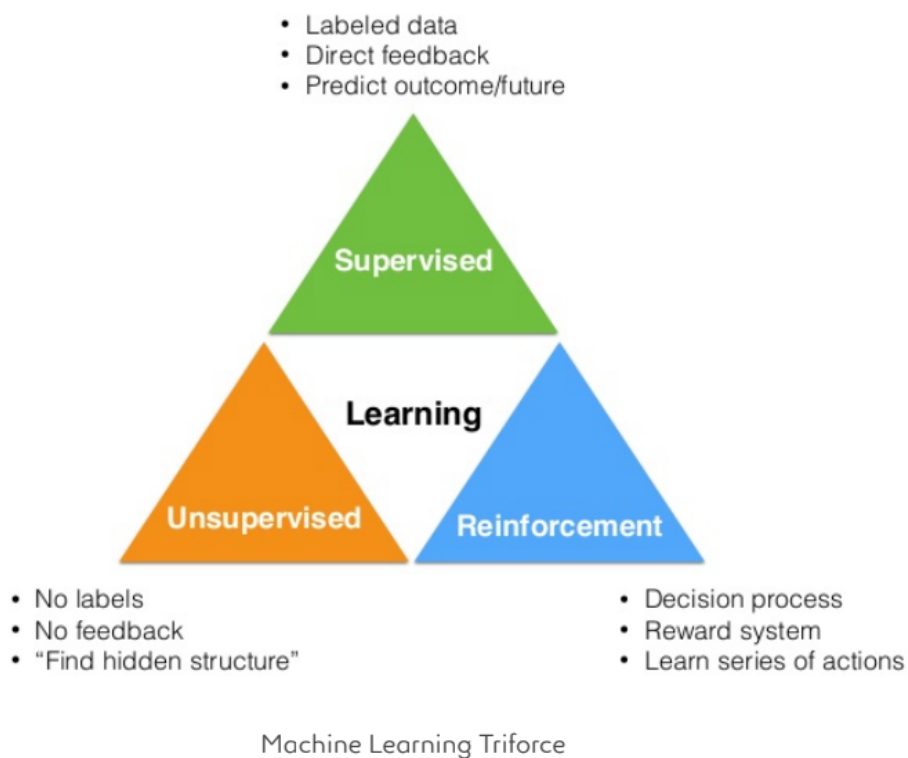 • Labeled data
• Direct feedback
• Predict outcome/future
Supervised
Learning
Unsupervised
Reinforcement
• No labels
• No feedback
• “Find hidden structure”
• Decision process
• Reward system
• Learn series of actions
Machine Learning Triforce